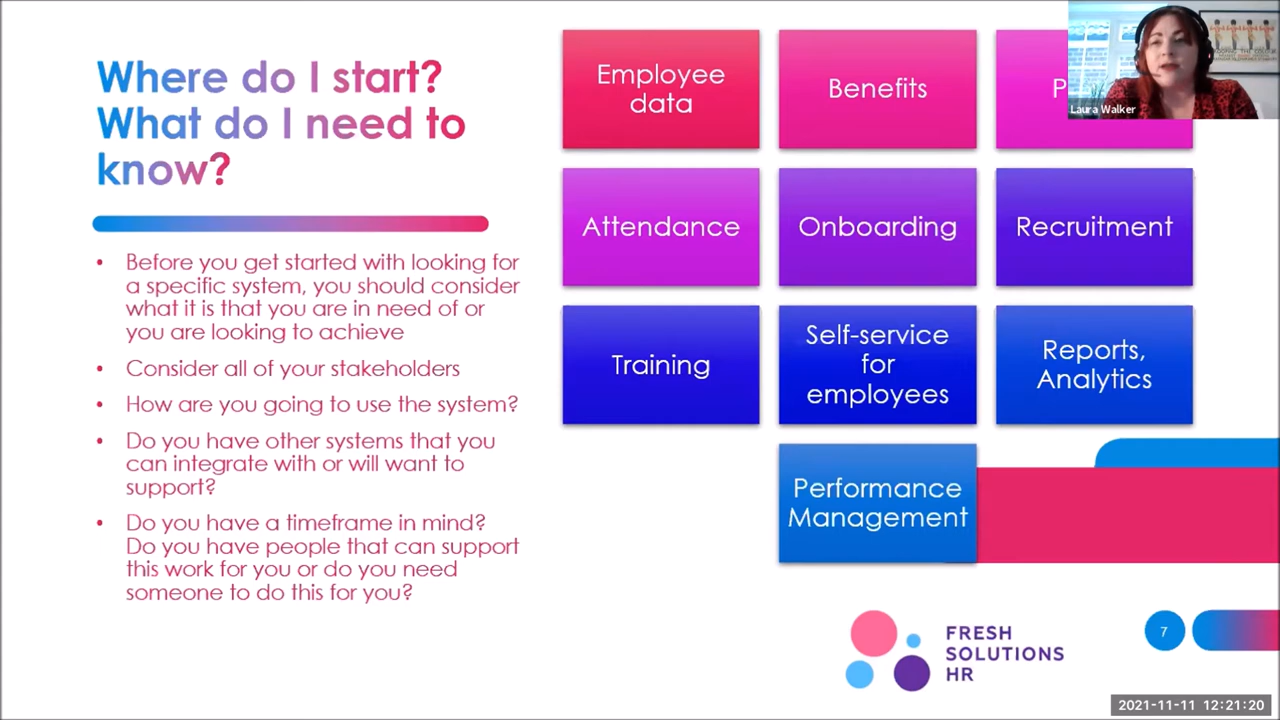 Where do I start?
What do I need to
know?
Before you get started with looking for
a specific system, you should consider
what it is that you are in need of or
you are looking to achieve
Consider all of your stakeholders
How are you going to use the system?
Do you have other systems that you
can integrate with or will want to
support?
Do you have a timeframe in mind?
Do you have people that can support
this work for you or do you need
someone to do this for you?
Employee
data
Benefits
Laura Walker
Attendance
Onboarding
Recruitment
Training
Self-service
for
employees
Reports,
Analytics
Performance
Management
FRESH
SOLUTIONS
HR
7
2021-11-11 12:21:20